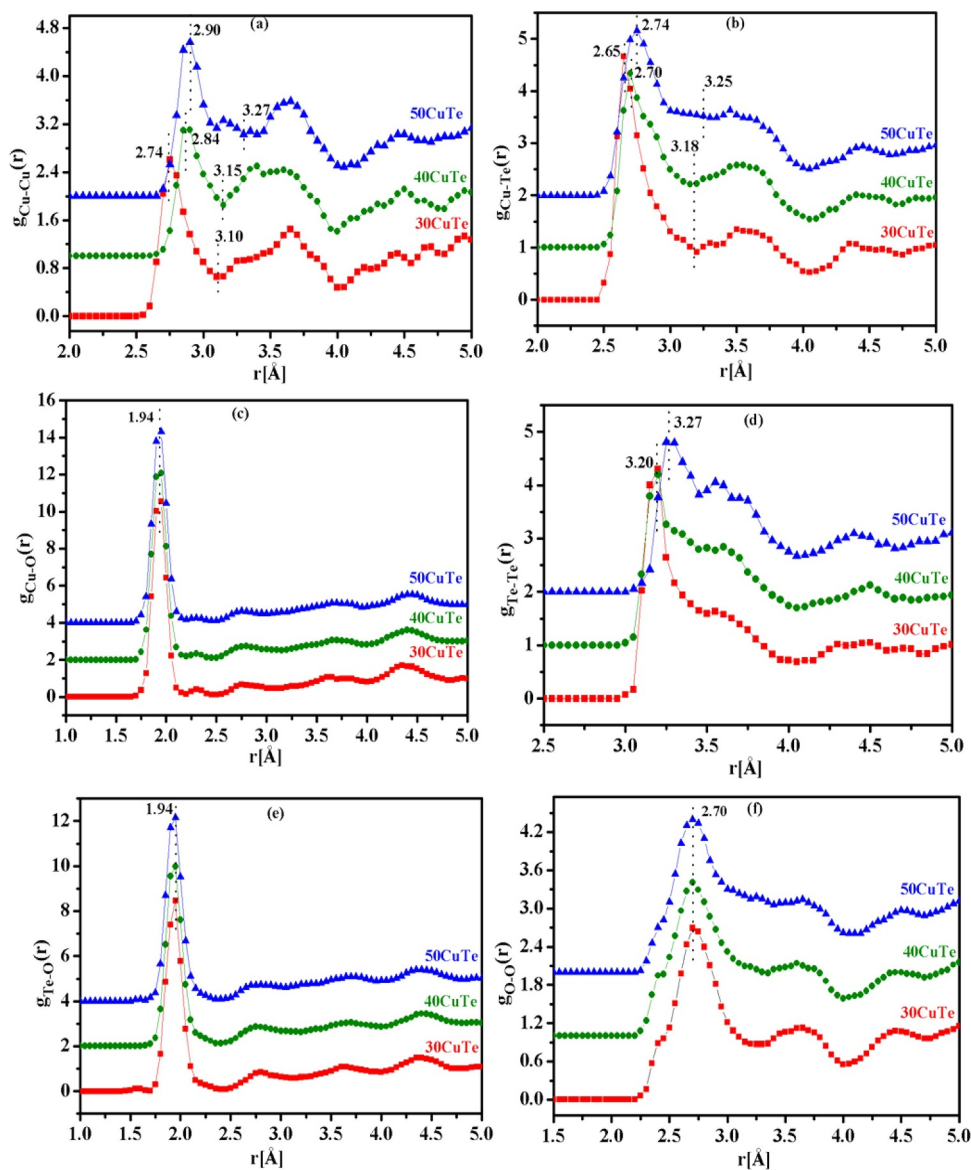 (a)
4.8
4.0
3.2
2.4
1.6
0.8
0.0
g_Cu-Cu(r)
2.90
3.27
2.84
2.74
3.15
3.10
50CuTe
40CuTe
30CuTe
2.0 2.5 3.0 3.5 4.0 4.5 5.0
r[Å]
(b)
5
4
3
2
1
0
g_Cu-Te(r)
2.74
2.65
2.70
3.25
3.18
50CuTe
40CuTe
30CuTe
2.0 2.5 3.0 3.5 4.0 4.5 5.0
r[Å]
(c)
16
14
12
10
8
6
4
2
0
g_Cu-O(r)
1.94
50CuTe
40CuTe
30CuTe
1.0 1.5 2.0 2.5 3.0 3.5 4.0 4.5 5.0
r[Å]
(d)
5
4
3
2
1
0
g_Te-Te(r)
3.27
3.20
50CuTe
40CuTe
30CuTe
2.5 3.0 3.5 4.0 4.5 5.0
r[Å]
(e)
12
10
8
6
4
2
0
g_Te-O(r)
1.94
50CuTe
40CuTe
30CuTe
1.0 1.5 2.0 2.5 3.0 3.5 4.0 4.5 5.0
r[Å]
(f)
4.2
3.6
3.0
2.4
1.8
1.2
0.6
0.0
g_O-O(r)
2.70
50CuTe
40CuTe
30CuTe
1.5 2.0 2.5 3.0 3.5 4.0 4.5 5.0
r[Å]